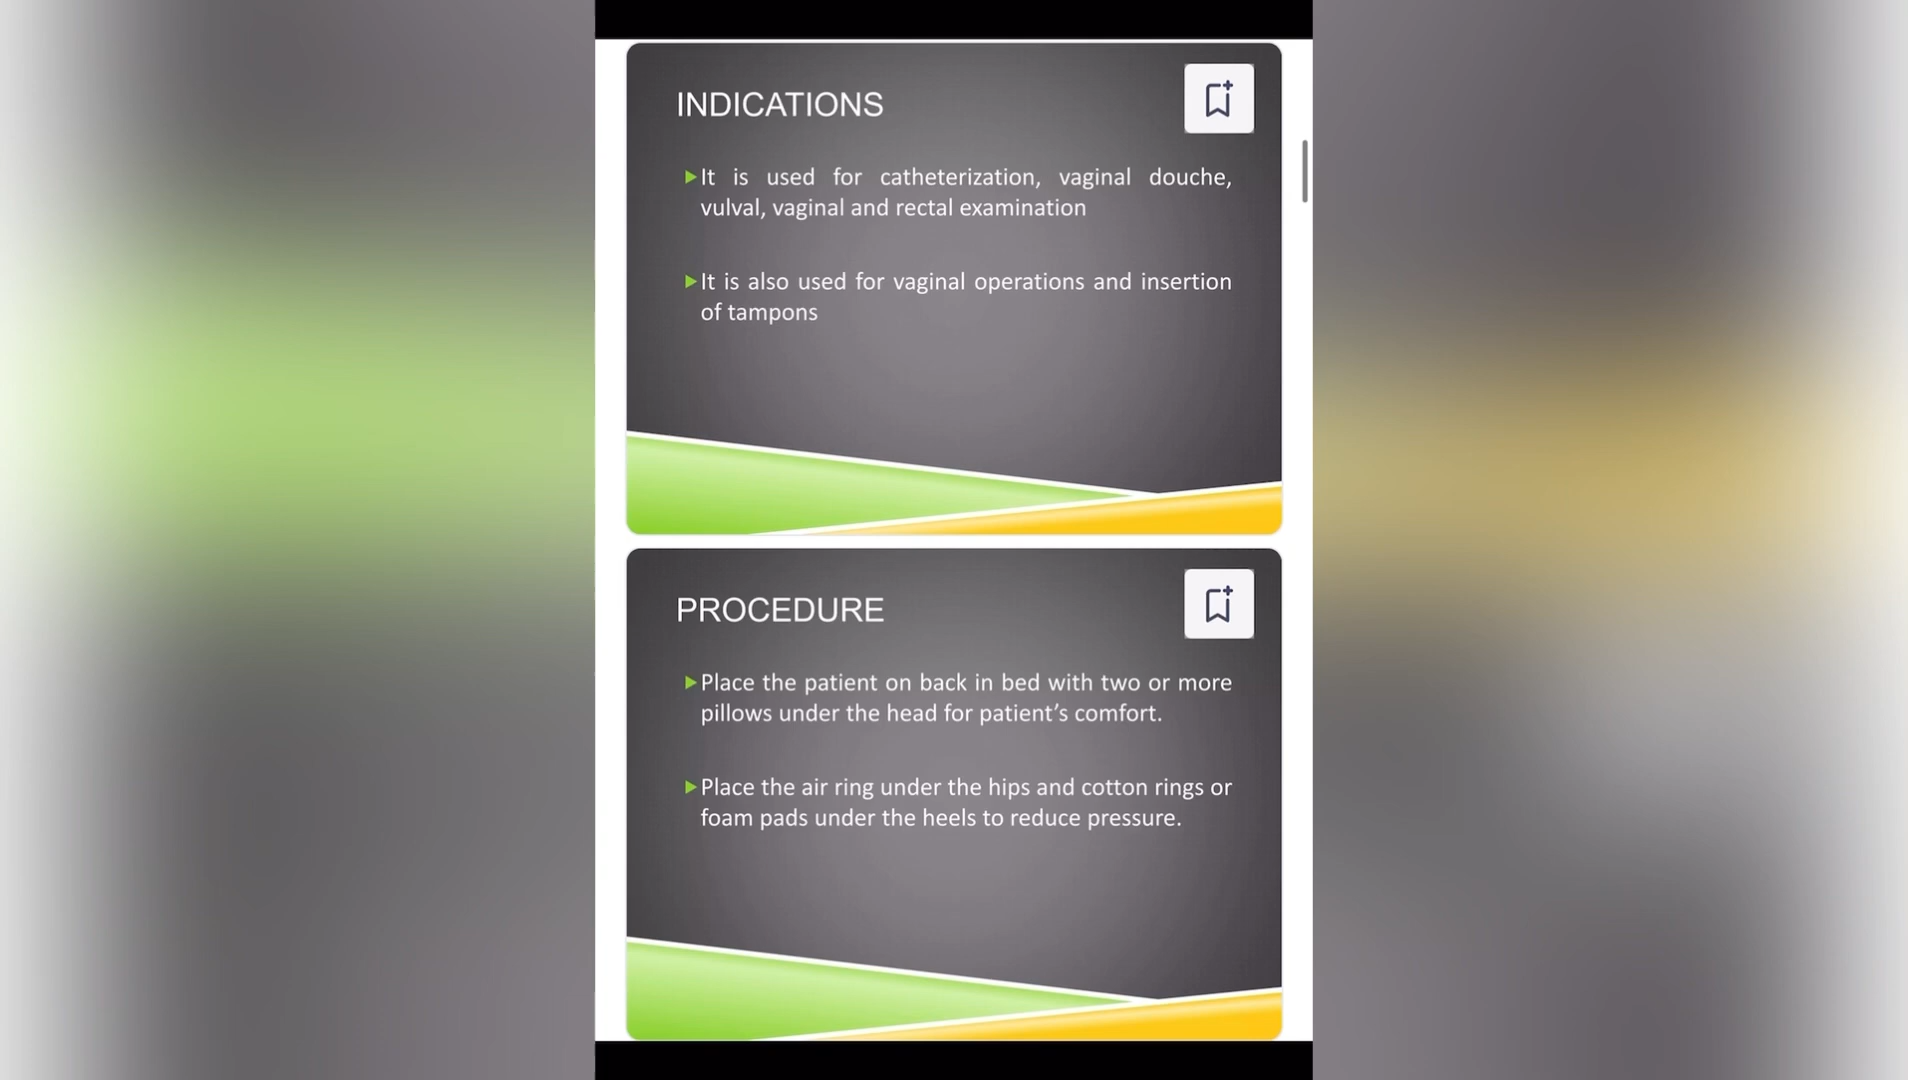 INDICATIONS
It is used for catheterization, vaginal douche,
vulval, vaginal and rectal examination
It is also used for vaginal operations and insertion
of tampons
PROCEDURE
Place the patient on back in bed with two or more
pillows under the head for patient’s comfort.
Place the air ring under the hips and cotton rings or
foam pads under the heels to reduce pressure.